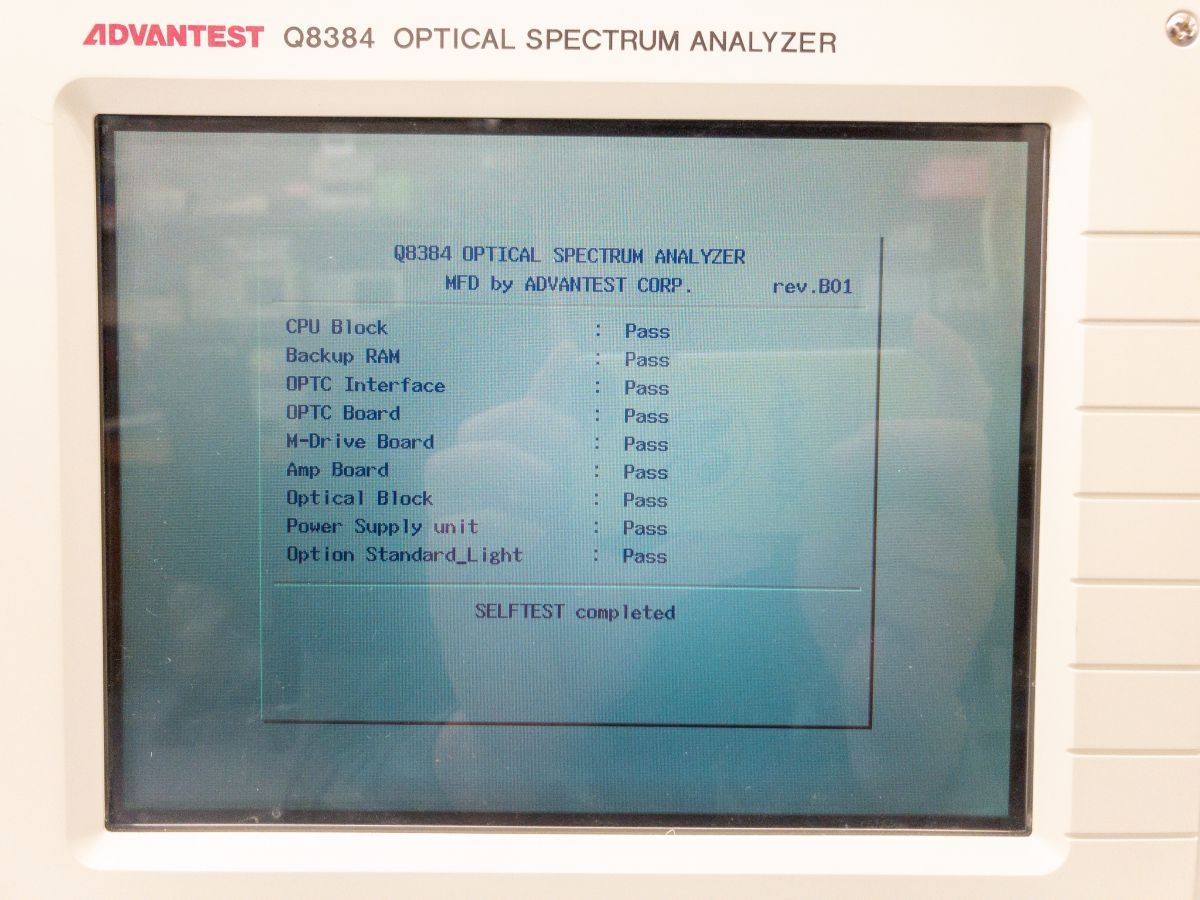 ADVANTEST Q8384 OPTICAL SPECTRUM ANALYZER
Q8384 OPTICAL SPECTRUM ANALYZER
MFD by ADVANTEST CORP. rev.B01
CPU Block : Pass
Backup RAM : Pass
OPTC Interface : Pass
OPTC Board : Pass
M-Drive Board : Pass
Amp Board : Pass
Optical Block : Pass
Power Supply unit : Pass
Option Standard_Light : Pass
SELFTEST completed